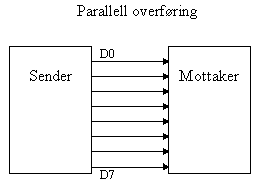 Parallell overføring
D0
Sender
Mottaker
D7